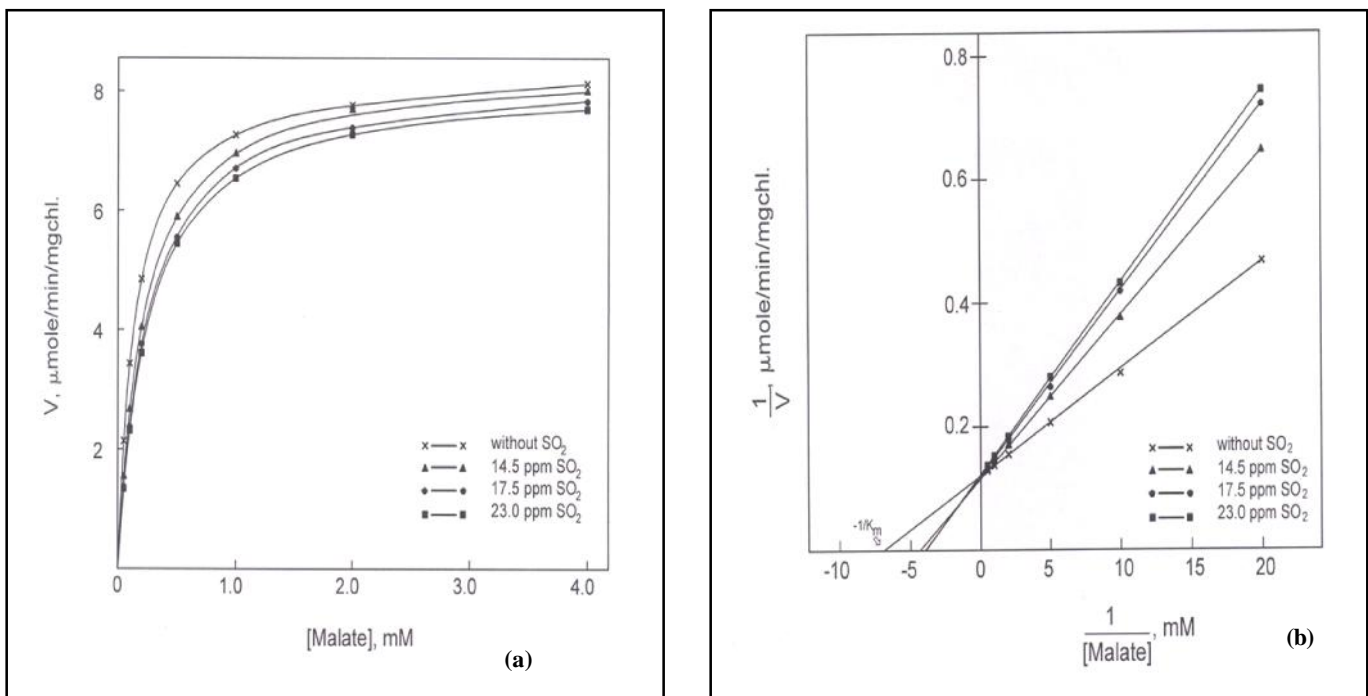 8
6
4
2
0
1.0
2.0
3.0
4.0
V, μmole/min/mgchl.
[Malate], mM
without SO₂
14.5 ppm SO₂
17.5 ppm SO₂
23.0 ppm SO₂
(a)
0.8
0.6
0.4
0.2
-10
-5
0
5
10
15
20
1/V, μmole/min/mgchl.
1/[Malate], mM
-1/Kₘ
without SO₂
14.5 ppm SO₂
17.5 ppm SO₂
23.0 ppm SO₂
(b)